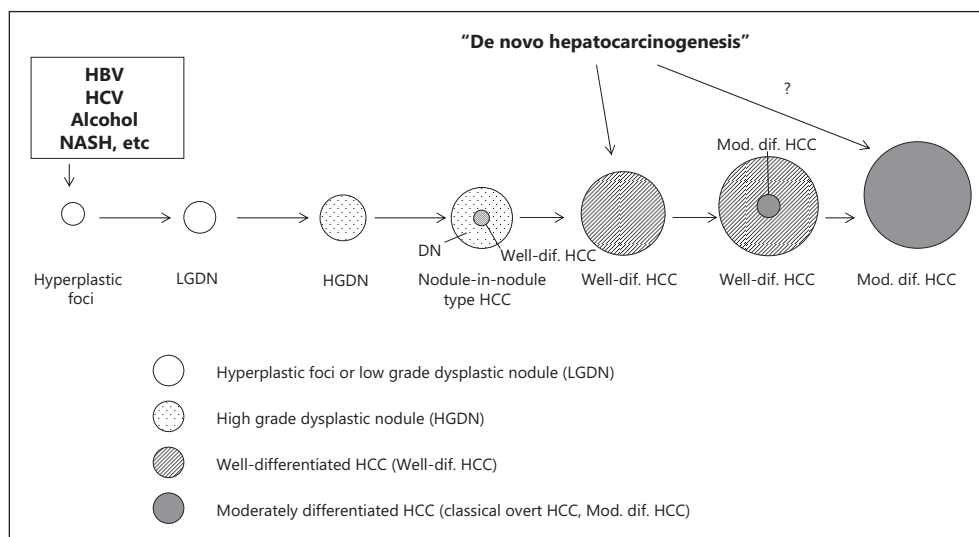 "De novo hepatocarcinogenesis"
HBV
HCV
Alcohol
NASH, etc
?
Mod. dif. HCC
DN
Well-dif. HCC
Hyperplastic
foci
LGDN
HGDN
Nodule-in-nodule
type HCC
Well-dif. HCC
Well-dif. HCC
Mod. dif. HCC
Hyperplastic foci or low grade dysplastic nodule (LGDN)
High grade dysplastic nodule (HGDN)
Well-differentiated HCC (Well-dif. HCC)
Moderately differentiated HCC (classical overt HCC, Mod. dif. HCC)